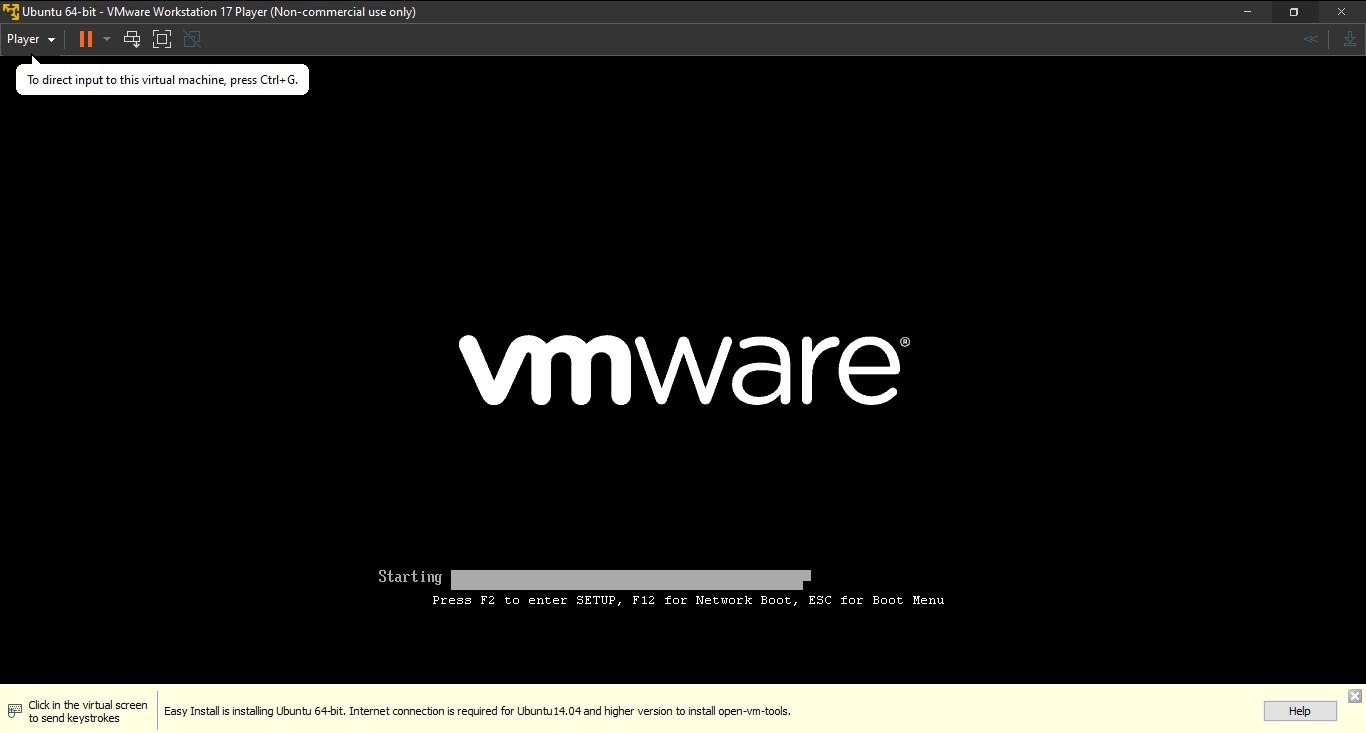 Ubuntu 64-bit - VMware Workstation 17 Player (Non-commercial use only)
Player
To direct input to this virtual machine, press Ctrl+G.
vmware®
Starting
Press F2 to enter SETUP, F12 for Network Boot, ESC for Boot Menu
Click in the virtual screen
to send keystrokes
Easy Install is installing Ubuntu 64-bit. Internet connection is required for Ubuntu14.04 and higher version to install open-vm-tools.
Help